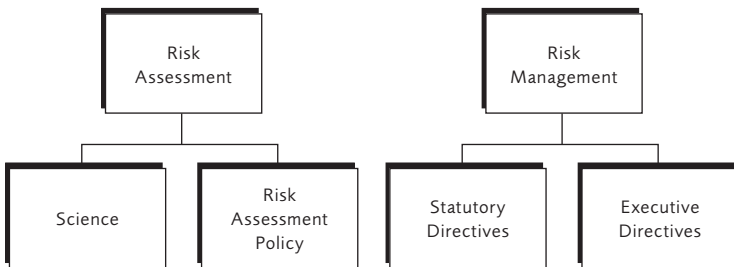 Risk
Assessment
Risk
Management
Science
Risk
Assessment
Policy
Statutory
Directives
Executive
Directives